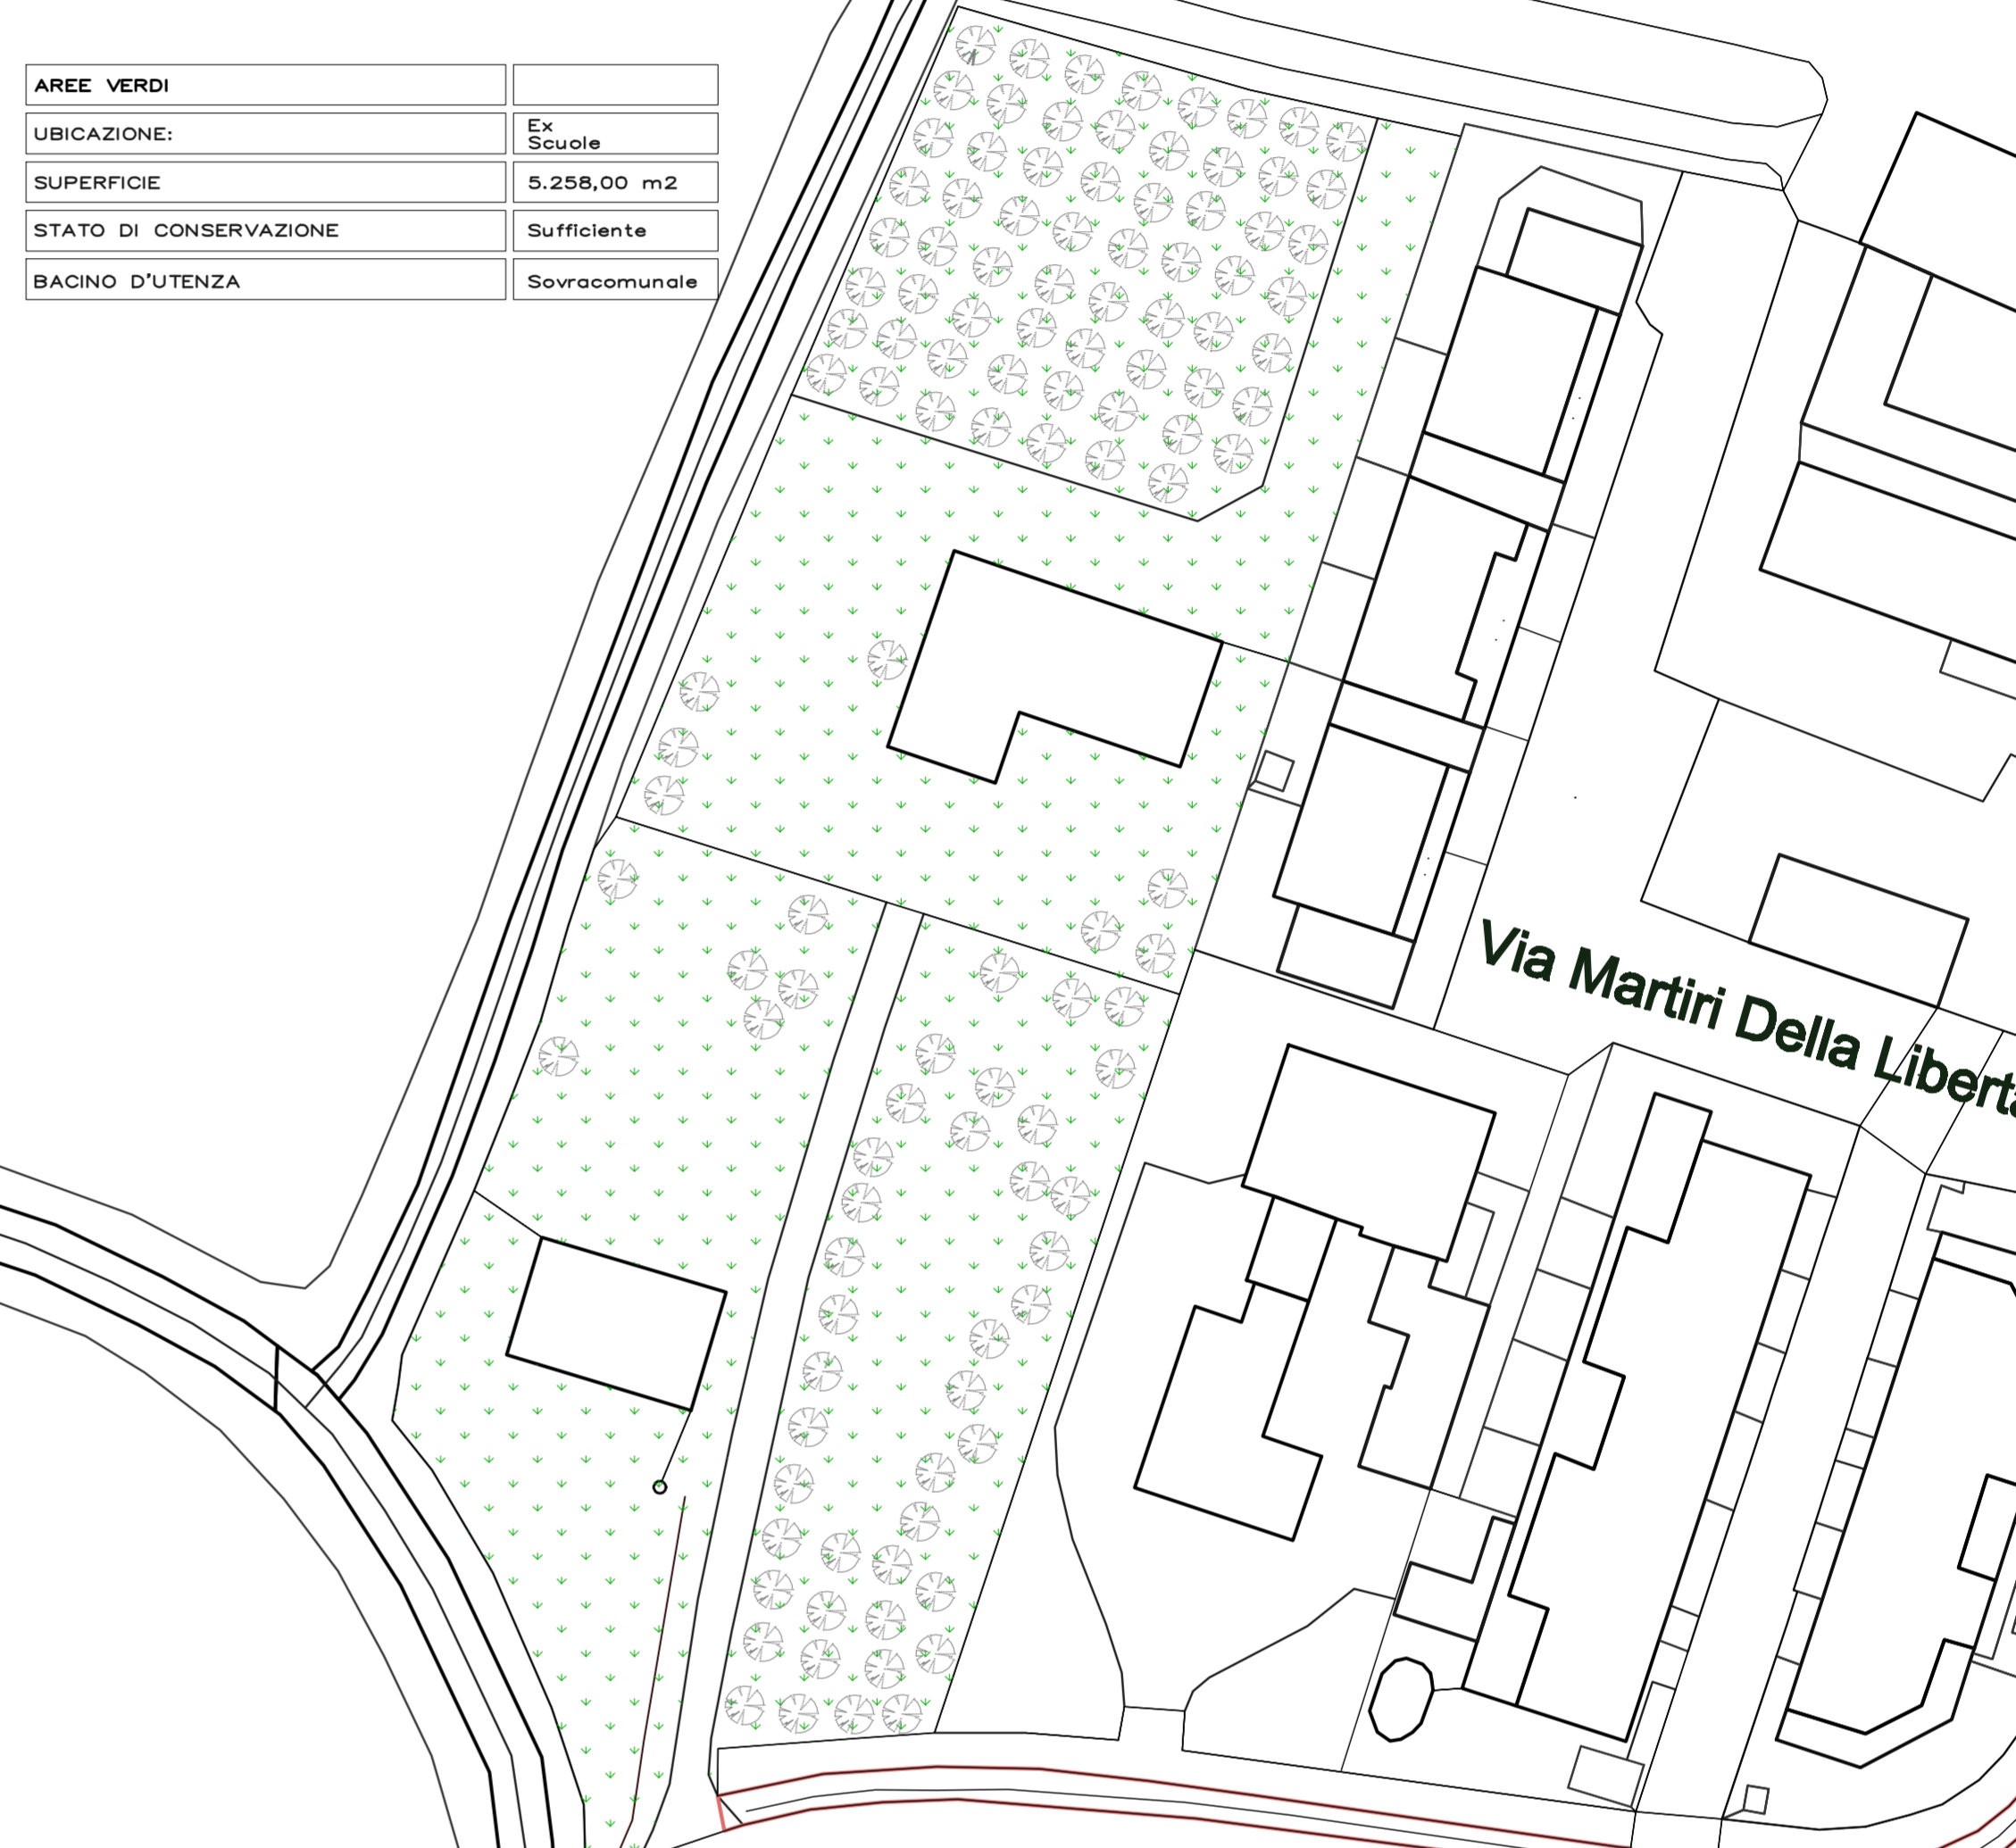 AREE VERDI
UBICAZIONE:
Ex
Scuole
SUPERFICIE
5.258,00 m2
STATO DI CONSERVAZIONE
Sufficiente
BACINO D'UTENZA
Sovracomunale
Via Martiri Della Liberta